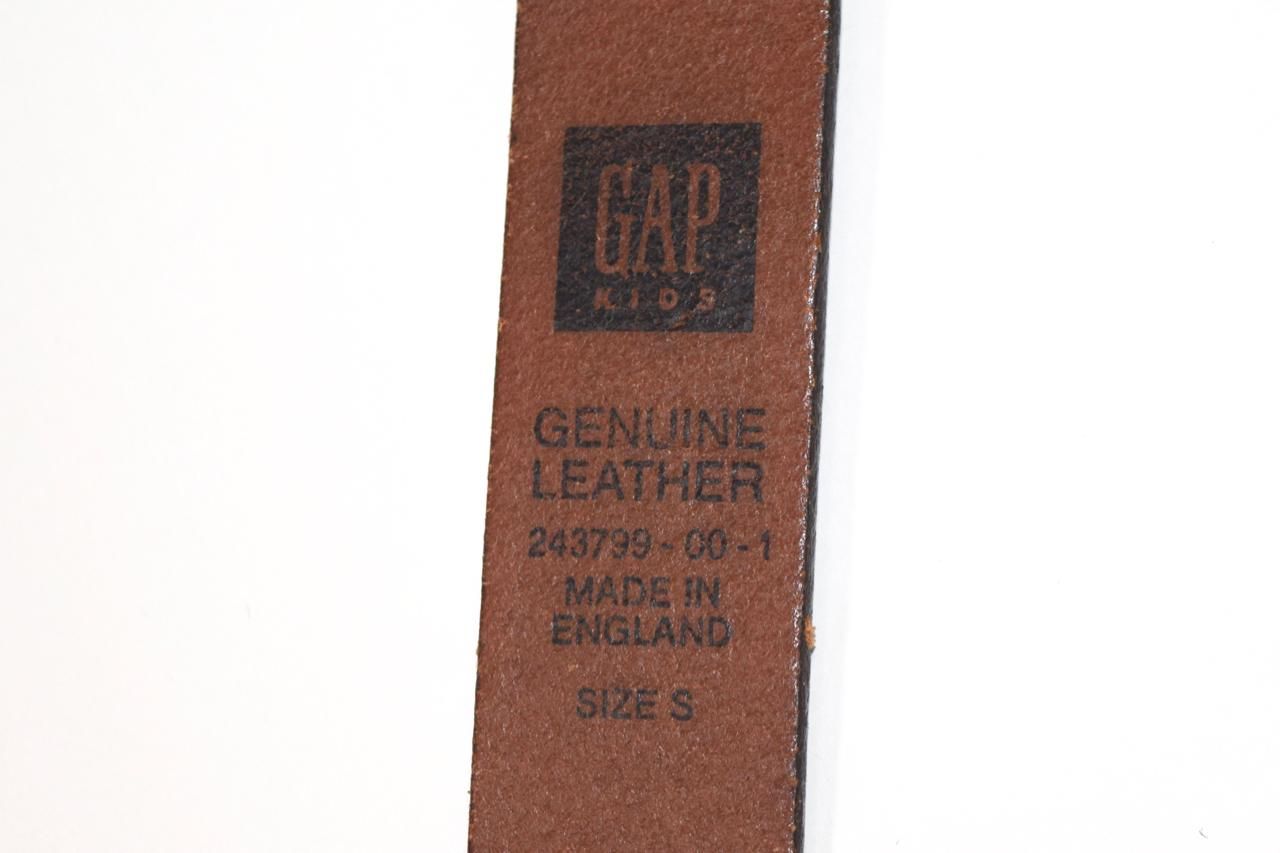 GAP
KIDS
GENUINE
LEATHER
243799-00-1
MADE IN
ENGLAND
SIZE S